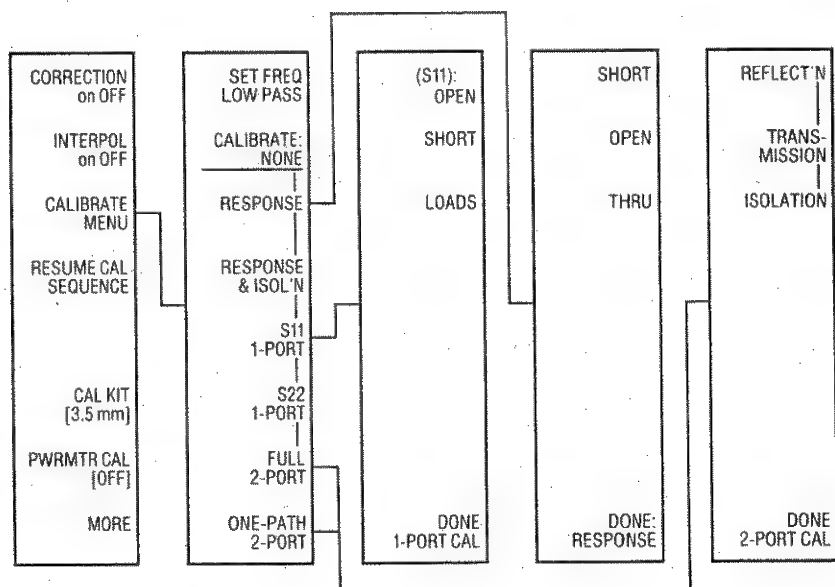 CORRECTION
on OFF
INTERPOL
on OFF
CALIBRATE
MENU
RESUME CAL
SEQUENCE
CAL KIT
[3.5 mm]
PWRMTR CAL
[OFF]
MORE
SET FREQ
LOW PASS
CALIBRATE:
NONE
RESPONSE
RESPONSE
& ISOL'N
S11
1-PORT
S22
1-PORT
FULL
2-PORT
ONE-PATH
2-PORT
(S11):
OPEN
SHORT
LOADS
DONE
1-PORT CAL
SHORT
OPEN
THRU
DONE:
RESPONSE
REFLECT'N
TRANS-
MISSION
ISOLATION
DONE
2-PORT CAL